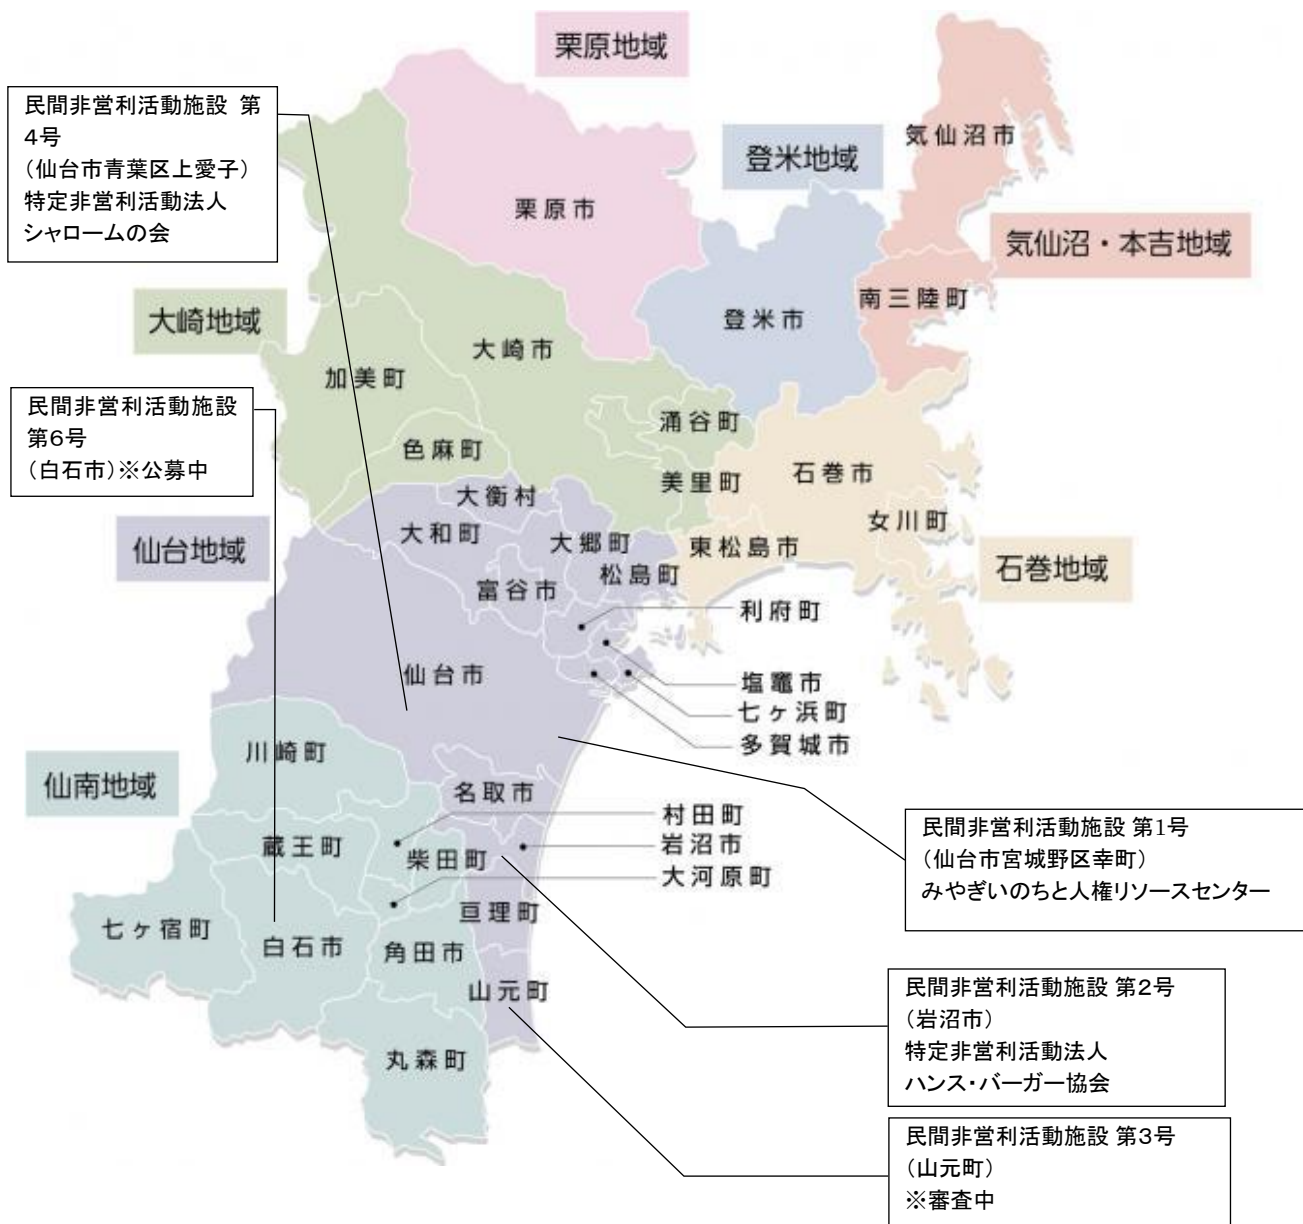 栗原地域
民間非営利活動施設 第
4号
(仙台市青葉区上愛子)
特定非営利活動法人
シャロームの会
気仙沼市
登米地域
栗原市
気仙沼・本吉地域
南三陸町
大崎地域
登米市
大崎市
加美町
民間非営利活動施設
第6号
(白石市)※公募中
涌谷町
色麻町
石巻市
美里町
大衡村
女川町
大和町
大郷町
東松島市
仙台地域
松島町
石巻地域
富谷市
利府町
仙台市
塩竈市
七ヶ浜町
多賀城市
川崎町
仙南地域
名取市
村田町
岩沼市
蔵王町
柴田町
大河原町
民間非営利活動施設 第1号
(仙台市宮城野区幸町)
みやぎいのちと人権リソースセンター
亘理町
七ヶ宿町
白石市
角田市
山元町
民間非営利活動施設 第2号
(岩沼市)
特定非営利活動法人
ハンス・バーガー協会
丸森町
民間非営利活動施設 第3号
(山元町)
※審査中